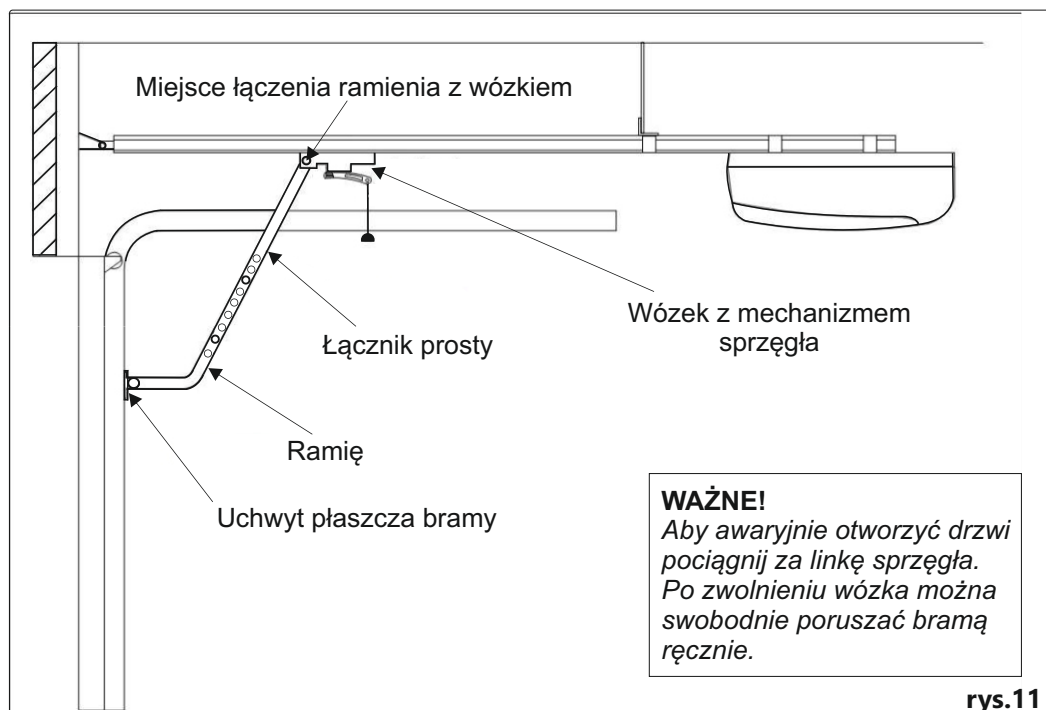 Miejsce łączenia ramienia z wózkiem
Wózek z mechanizmem
sprzęgła
Łącznik prosty
Ramię
Uchwyt płaszcza bramy
WAŻNE!
Aby awaryjnie otworzyć drzwi
pociągnij za linkę sprzęgła.
Po zwolnieniu wózka można
swobodnie poruszać bramą
ręcznie.
rys.11